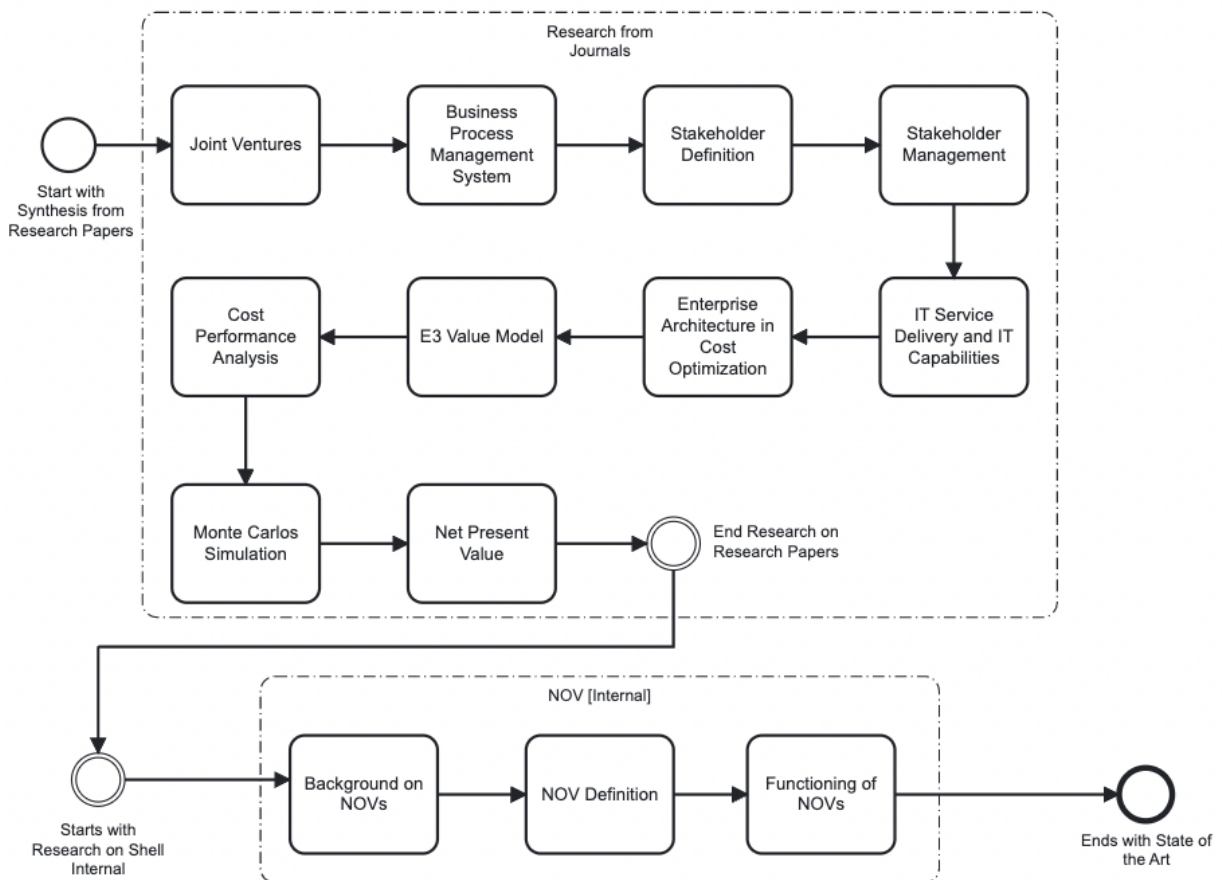 Research from
Journals
Joint Ventures
Business
Process
Management
System
Stakeholder
Definition
Stakeholder
Management
Start with
Synthesis from
Research Papers
Cost
Performance
Analysis
E3 Value Model
Enterprise
Architecture in
Cost
Optimization
IT Service
Delivery and IT
Capabilities
Monte Carlos
Simulation
Net Present
Value
End Research on
Research Papers
NOV [Internal]
Background on
NOVs
NOV Definition
Functioning of
NOVs
Starts with
Research on Shell
Internal
Ends with State of
the Art